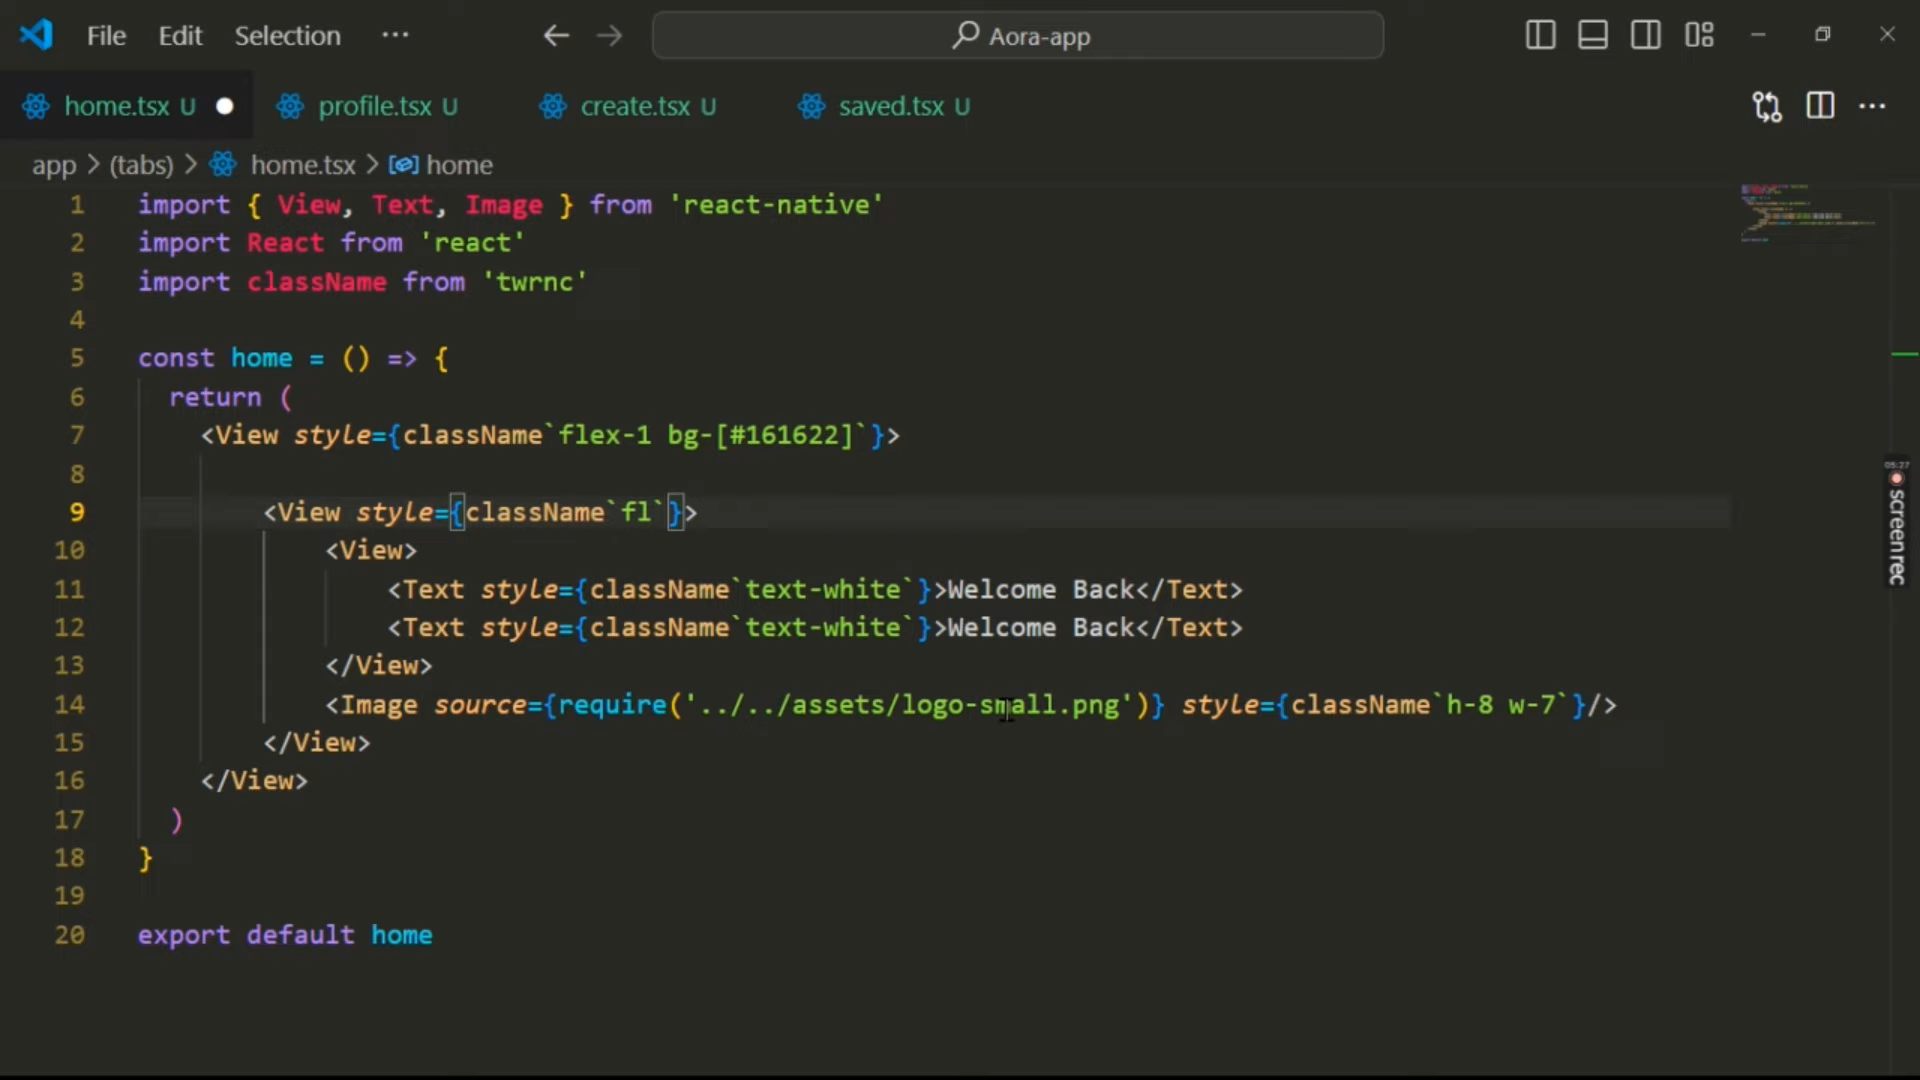 File Edit Selection ··· Aora-app
home.tsx U profile.tsx U create.tsx U saved.tsx U
app > (tabs) > home.tsx > home
1 import { View, Text, Image } from 'react-native'
2 import React from 'react'
3 import className from 'twrnc'
4
5 const home = () => {
6 return (
7 <View style={className`flex-1 bg-[#161622]`}>
8
9 <View style={className`fl`}>
10 <View>
11 <Text style={className`text-white`}>Welcome Back</Text>
12 <Text style={className`text-white`}>Welcome Back</Text>
13 </View>
14 <Image source={require('../../assets/logo-small.png')} style={className`h-8 w-7`}/>
15 </View>
16 </View>
17 )
18 }
19
20 export default home
05:27
screenrec